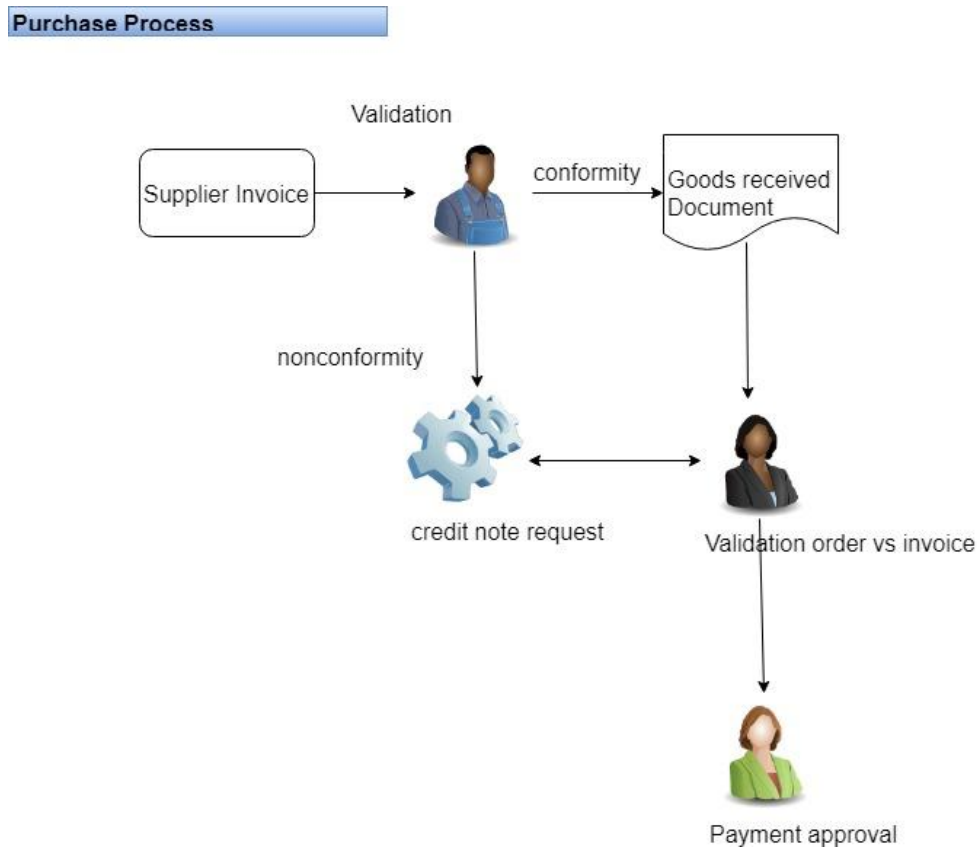 Purchase Process
Validation
Supplier Invoice
conformity
Goods received
Document
nonconformity
credit note request
Validation order vs invoice
Payment approval